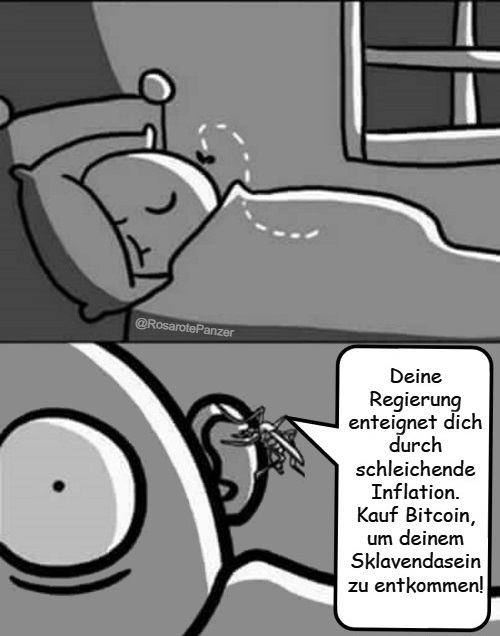 @RosarotePanzer
Deine
Regierung
enteignet dich
durch
schleichende
Inflation.
Kauf Bitcoin,
um deinem
Sklavendasein
zu entkommen!